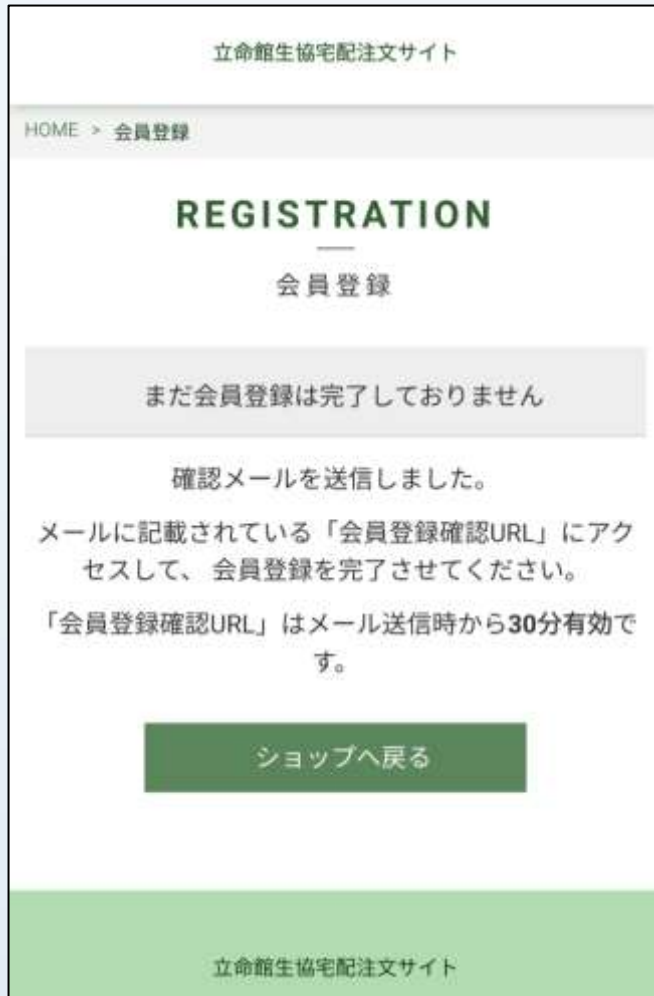 立命館生協宅配注文サイト
HOME > 会員登録
REGISTRATION
会員登録
まだ会員登録は完了しておりません
確認メールを送信しました。
メールに記載されている「会員登録確認URL」にアク
セスして、 会員登録を完了させてください。
「会員登録確認URL」はメール送信時から30分有効で
す。
ショップへ戻る
立命館生協宅配注文サイト